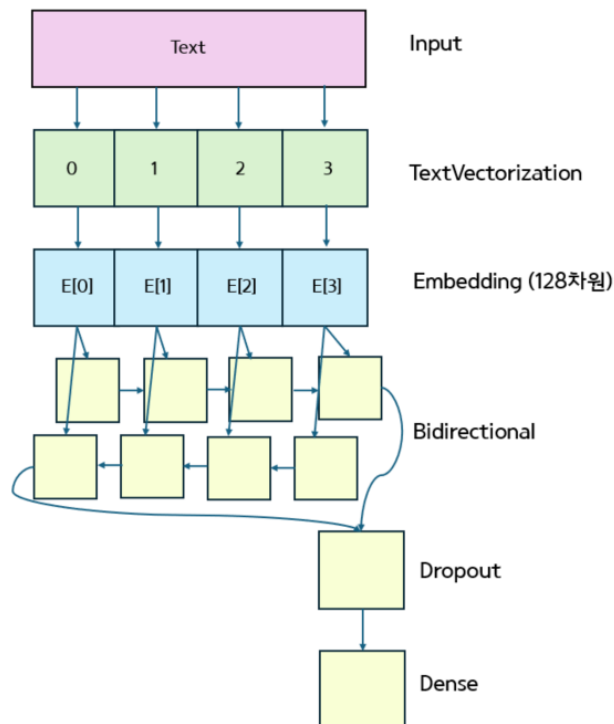 Text
Input
0
1
2
3
TextVectorization
E[0]
E[1]
E[2]
E[3]
Embedding (128차원)
Bidirectional
Dropout
Dense